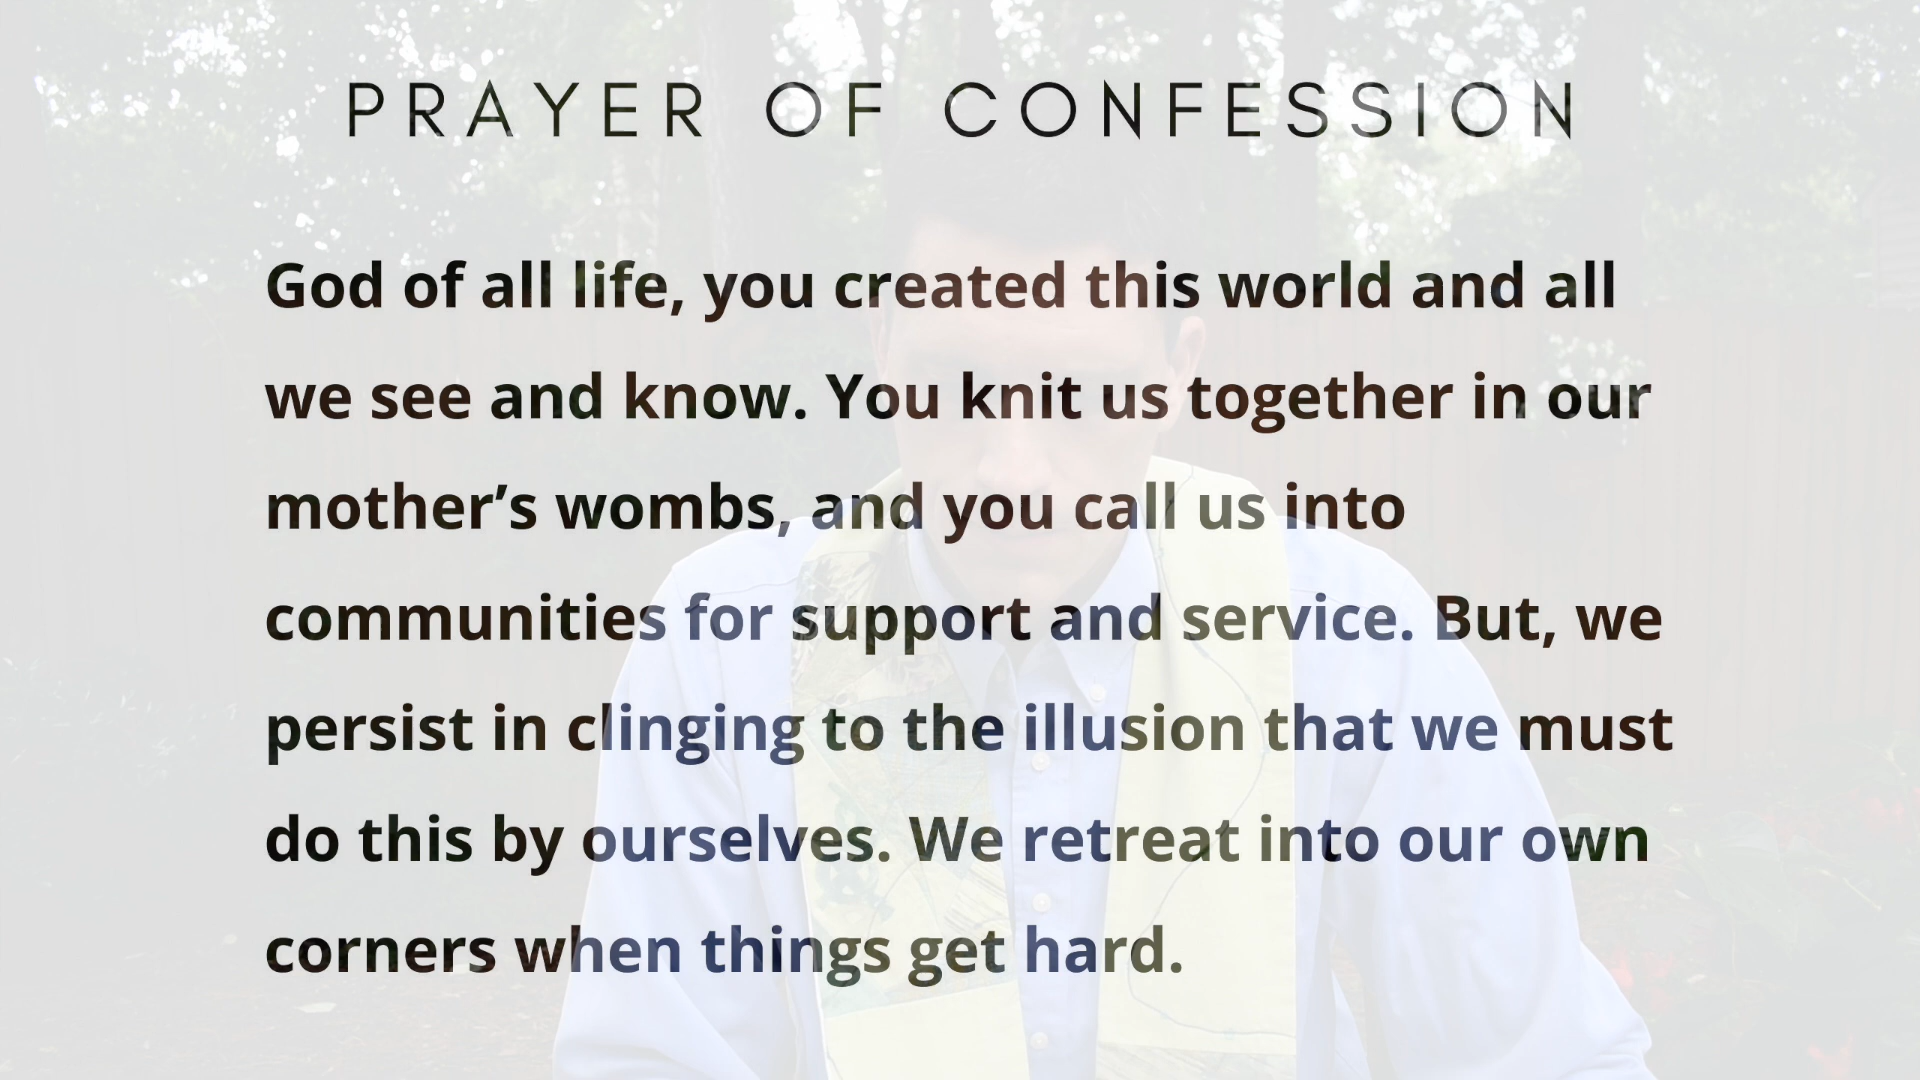 PRAYER OF CONFESSION
God of all life, you created this world and all
we see and know. You knit us together in our
mother’s wombs, and you call us into
communities for support and service. But, we
persist in clinging to the illusion that we must
do this by ourselves. We retreat into our own
corners when things get hard.